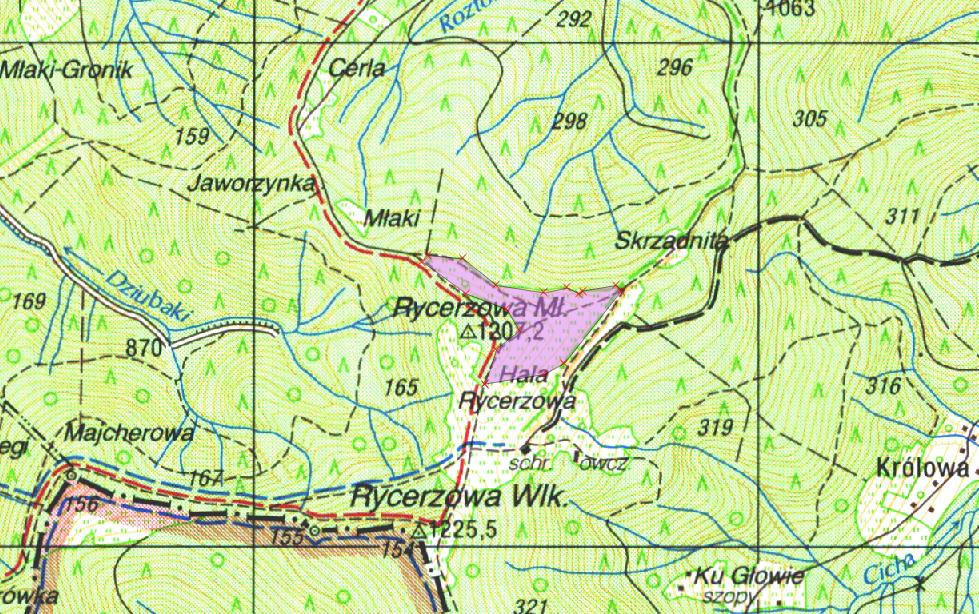 292
1063
Młaki-Gronik
Cerla
296
159
298
305
Jaworzynka
Młaki
311
Skrzadnita
Dziubaki
169
Rycerzowa Mł.
1207,2
870
Hala
165
Rycerzowa
316
319
Majcherowa
schr.
owcz.
Królowa
167
Rycerzowa Wlk.
156
1225,5
155
154
Ku Głowie
Cicha
szopy
321